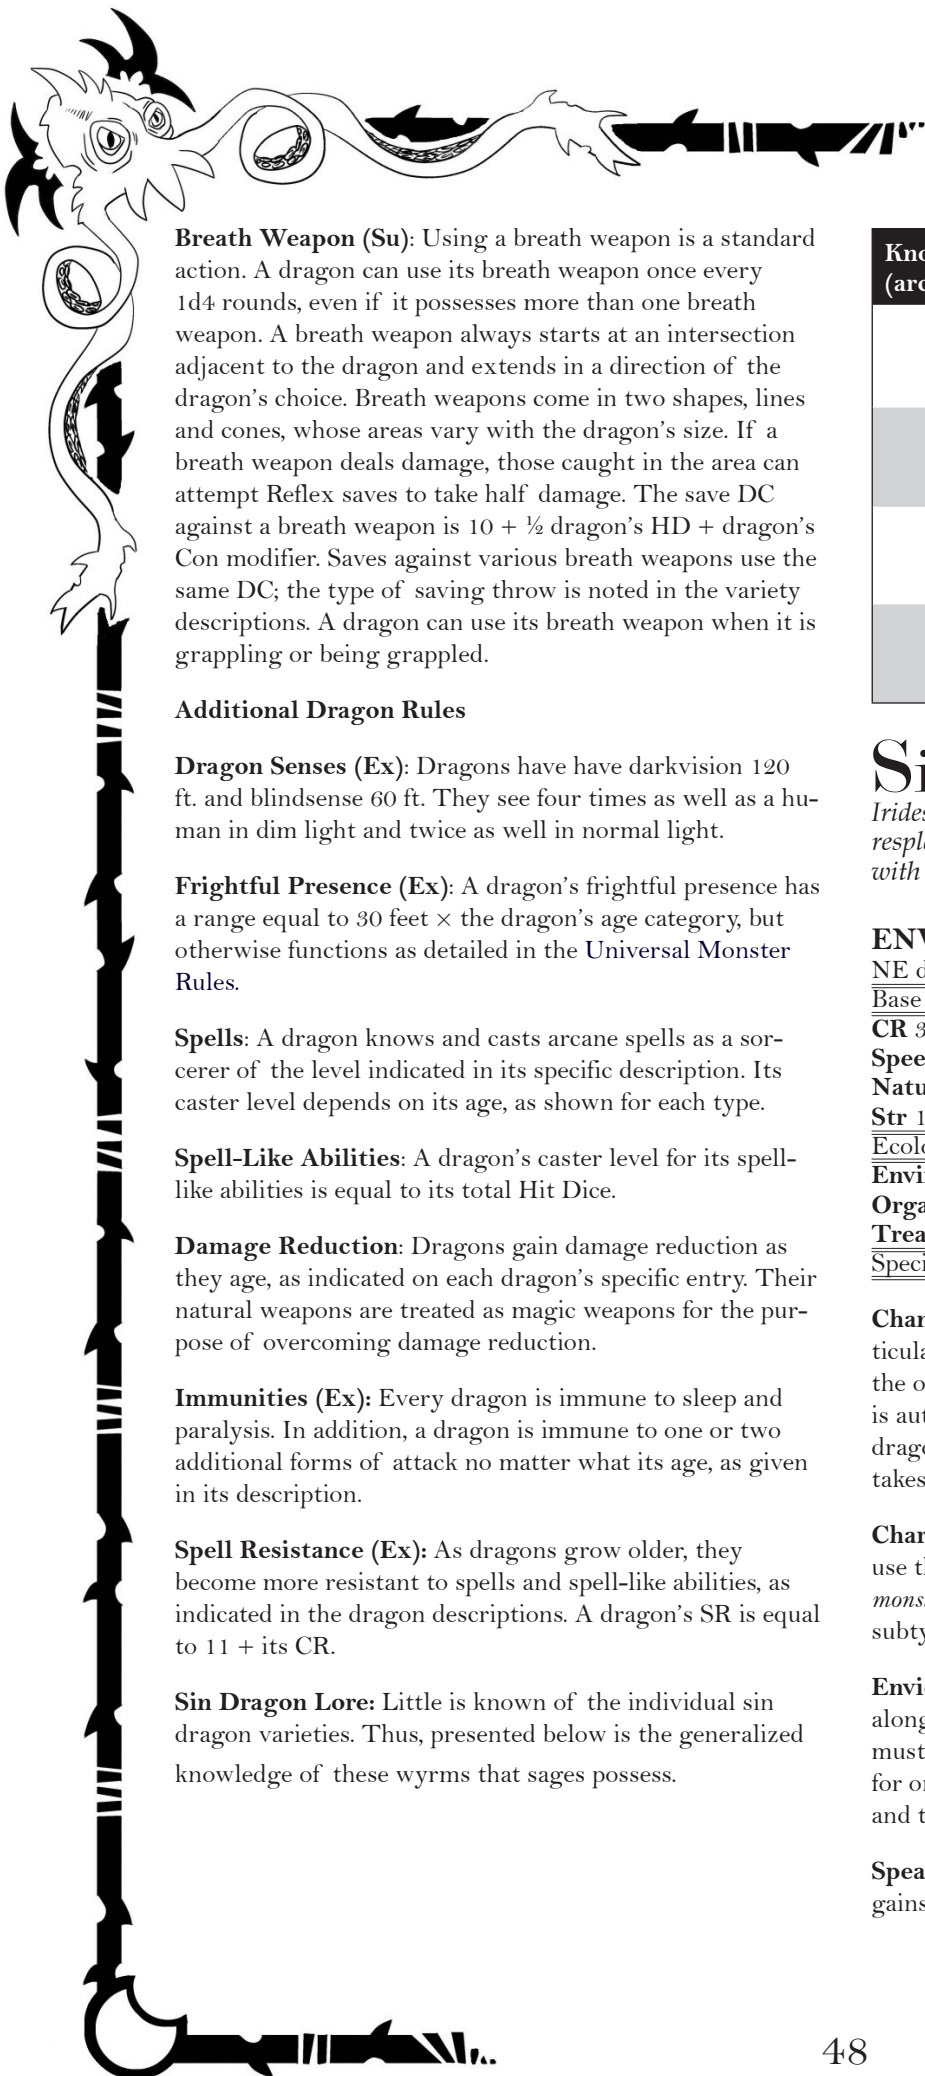 Breath Weapon (Su): Using a breath weapon is a standard
action. A dragon can use its breath weapon once every
1d4 rounds, even if it possesses more than one breath
weapon. A breath weapon always starts at an intersection
adjacent to the dragon and extends in a direction of the
dragon's choice. Breath weapons come in two shapes, lines
and cones, whose areas vary with the dragon's size. If a
breath weapon deals damage, those caught in the area can
attempt Reflex saves to take half damage. The save DC
against a breath weapon is 10 + ½ dragon's HD + dragon's
Con modifier. Saves against various breath weapons use the
same DC; the type of saving throw is noted in the variety
descriptions. A dragon can use its breath weapon when it is
grappling or being grappled.
Additional Dragon Rules
Dragon Senses (Ex): Dragons have have darkvision 120
ft. and blindsense 60 ft. They see four times as well as a hu-
man in dim light and twice as well in normal light.
Frightful Presence (Ex): A dragon's frightful presence has
a range equal to 30 feet × the dragon's age category, but
otherwise functions as detailed in the Universal Monster
Rules.
Spells: A dragon knows and casts arcane spells as a sor-
cerer of the level indicated in its specific description. Its
caster level depends on its age, as shown for each type.
Spell-Like Abilities: A dragon's caster level for its spell-
like abilities is equal to its total Hit Dice.
Damage Reduction: Dragons gain damage reduction as
they age, as indicated on each dragon's specific entry. Their
natural weapons are treated as magic weapons for the pur-
pose of overcoming damage reduction.
Immunities (Ex): Every dragon is immune to sleep and
paralysis. In addition, a dragon is immune to one or two
additional forms of attack no matter what its age, as given
in its description.
Spell Resistance (Ex): As dragons grow older, they
become more resistant to spells and spell-like abilities, as
indicated in the dragon descriptions. A dragon's SR is equal
to 11 + its CR.
Sin Dragon Lore: Little is known of the individual sin
dragon varieties. Thus, presented below is the generalized
knowledge of these wyrms that sages possess.
NE
Base
CR 3
Str 1
with
the
is
takes
use
along
must
for
and
48